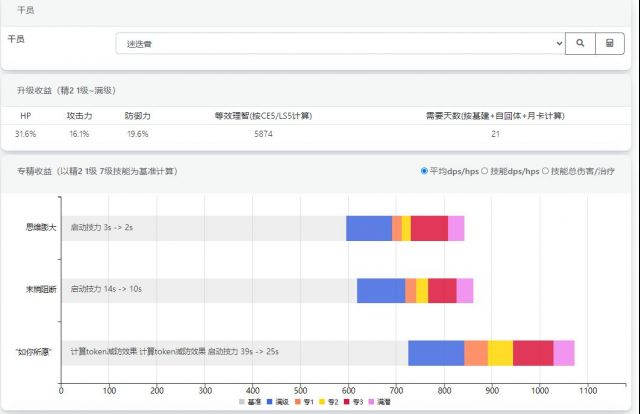 干员
干员
迷迭香
升级收益（精2 1级~满级）
HP 攻击力 防御力 等效理智(按CE5/LS5计算) 需要天数(按基建+自回体+月卡计算)
31.6% 16.1% 19.6% 5874 21
专精收益（以精2 1级 7级技能为基准计算） 平均dps/hps 技能dps/hps 技能总伤害/治疗
思维膨大 启动技力 3s -> 2s
末梢阻断 启动技力 14s -> 10s
"如你所愿" 计算token减防效果 计算token减防效果 启动技力 39s -> 25s
0 100 200 300 400 500 600 700 800 900 1000 1100
基准 满级 专1 专2 专3 满潜